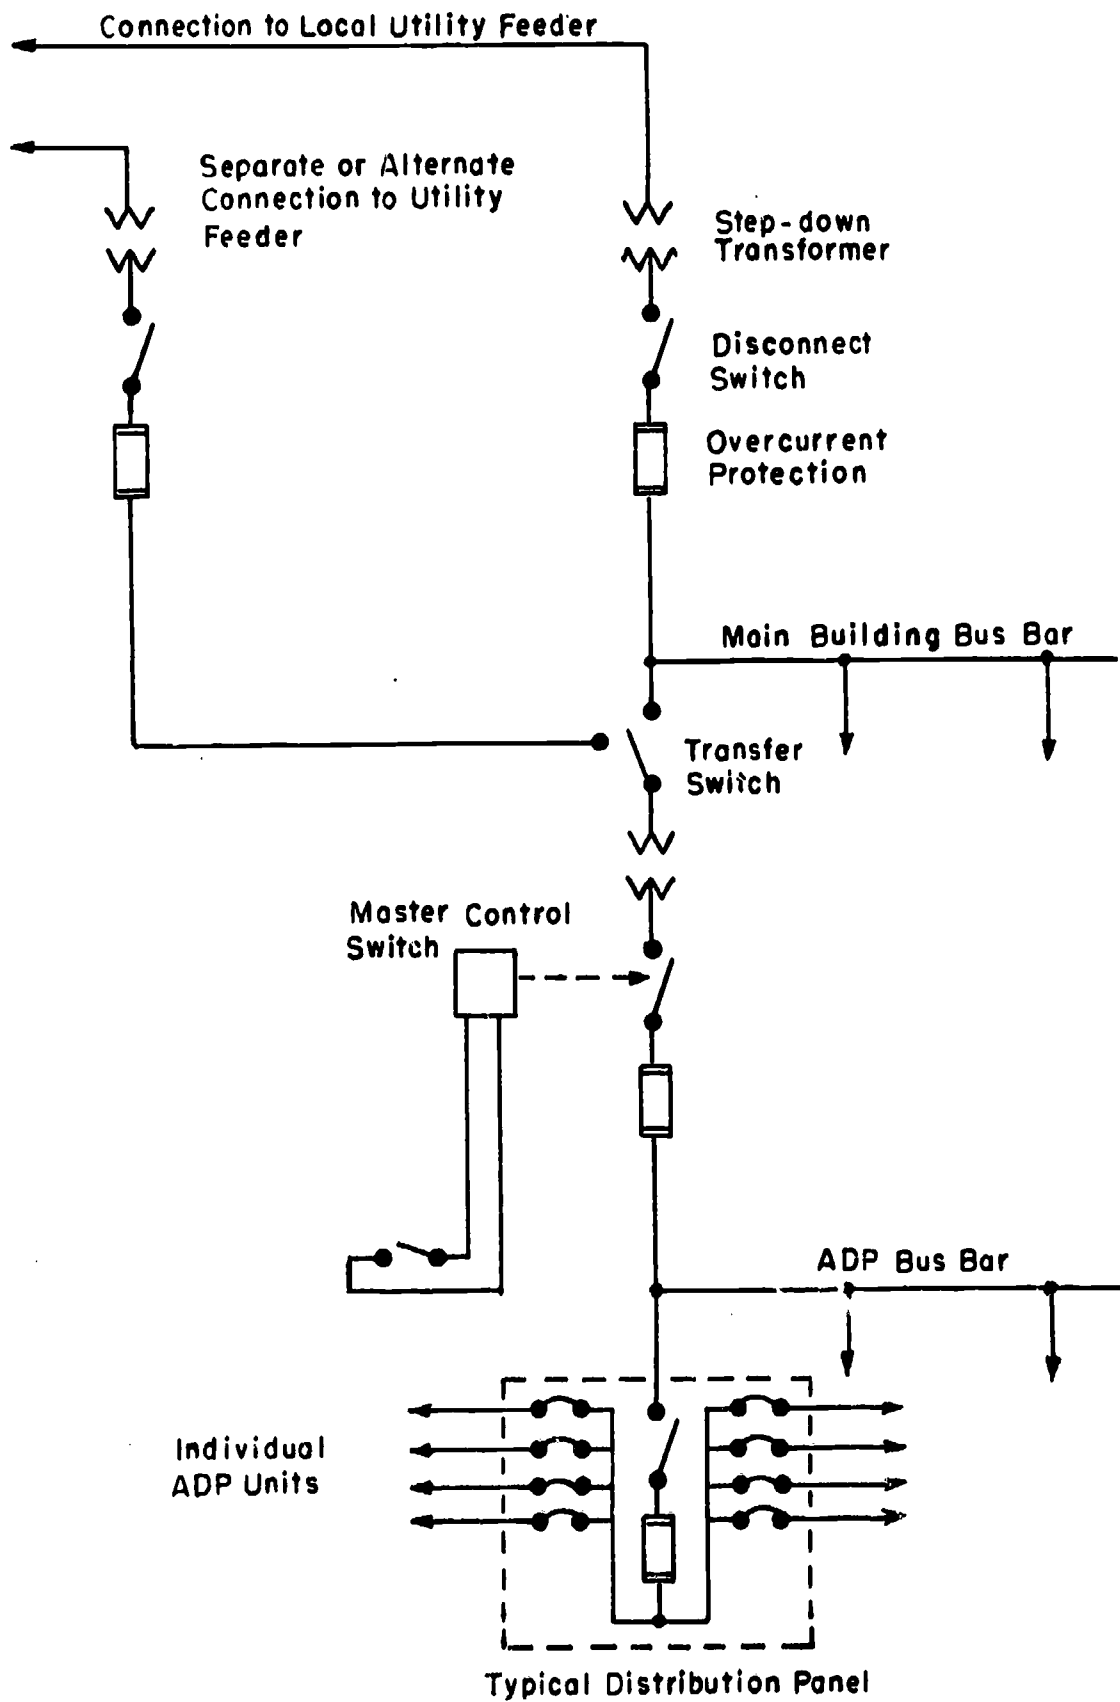 Connection to Local Utility Feeder
Separate or Alternate
Connection to Utility
Feeder
Step-down
Transformer
Disconnect
Switch
Overcurrent
Protection
Main Building Bus Bar
Transfer
Switch
Master Control
Switch
ADP Bus Bar
Individual
ADP Units
Typical Distribution Panel